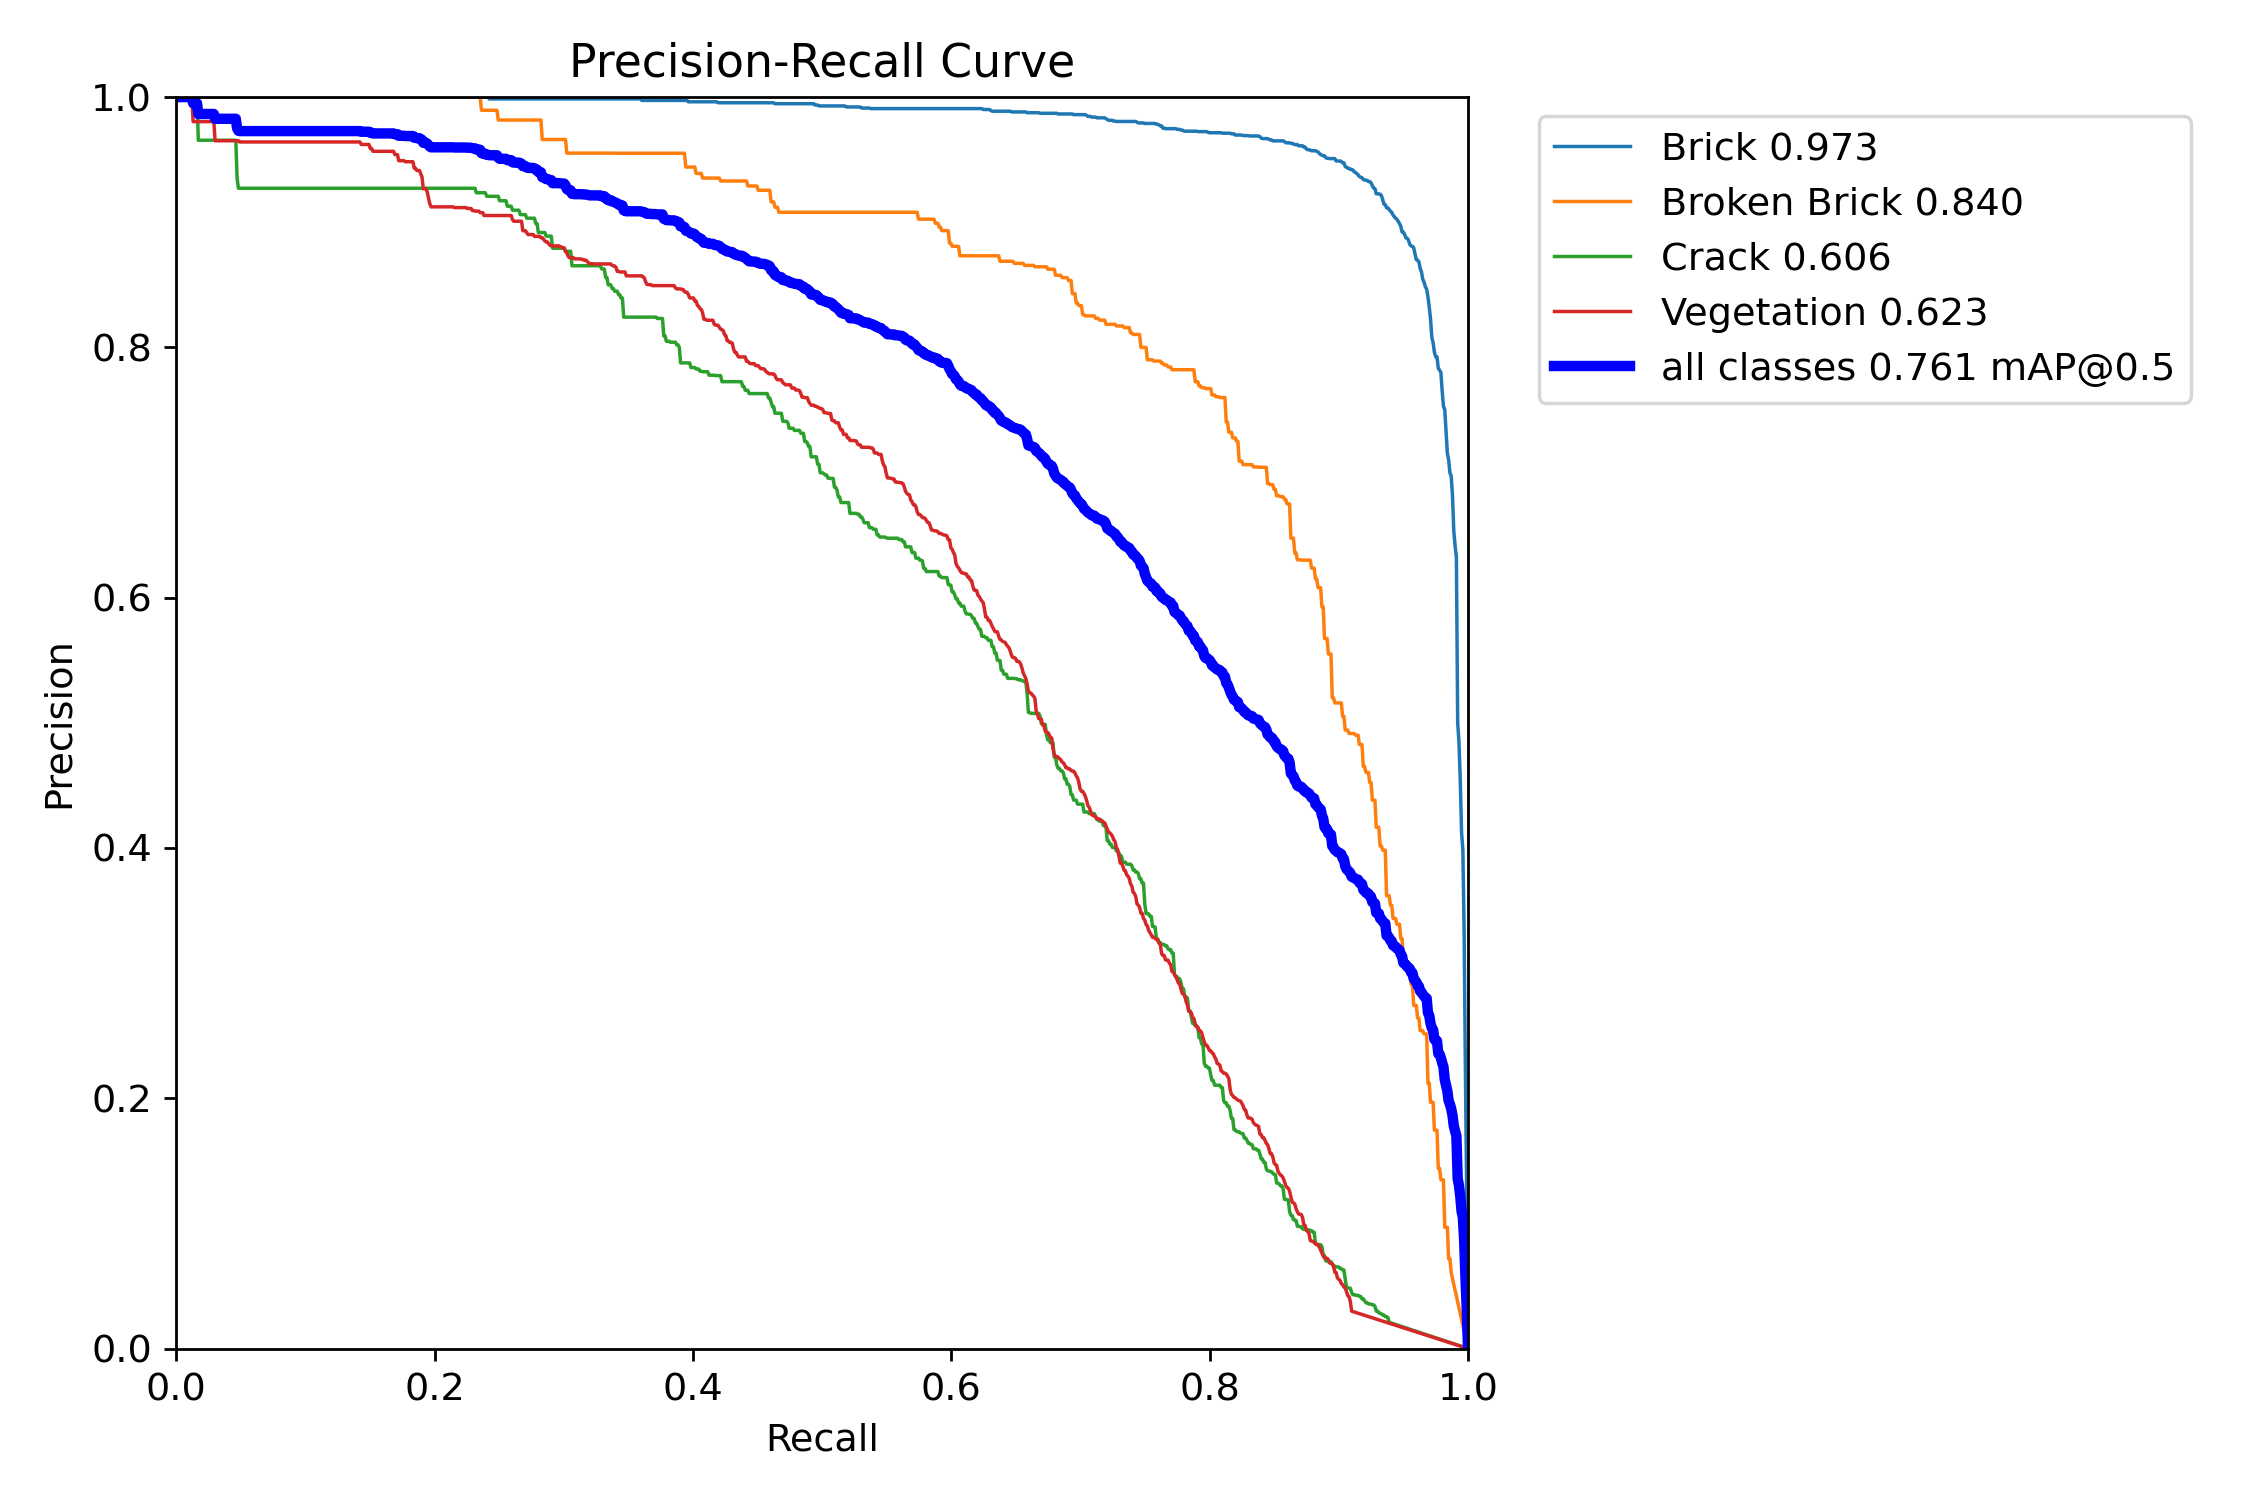 Precision-Recall Curve
1.0
0.8
0.6
0.4
0.2
0.0
Precision
0.0 0.2 0.4 0.6 0.8 1.0
Recall
Brick 0.973
Broken Brick 0.840
Crack 0.606
Vegetation 0.623
all classes 0.761 mAP@0.5